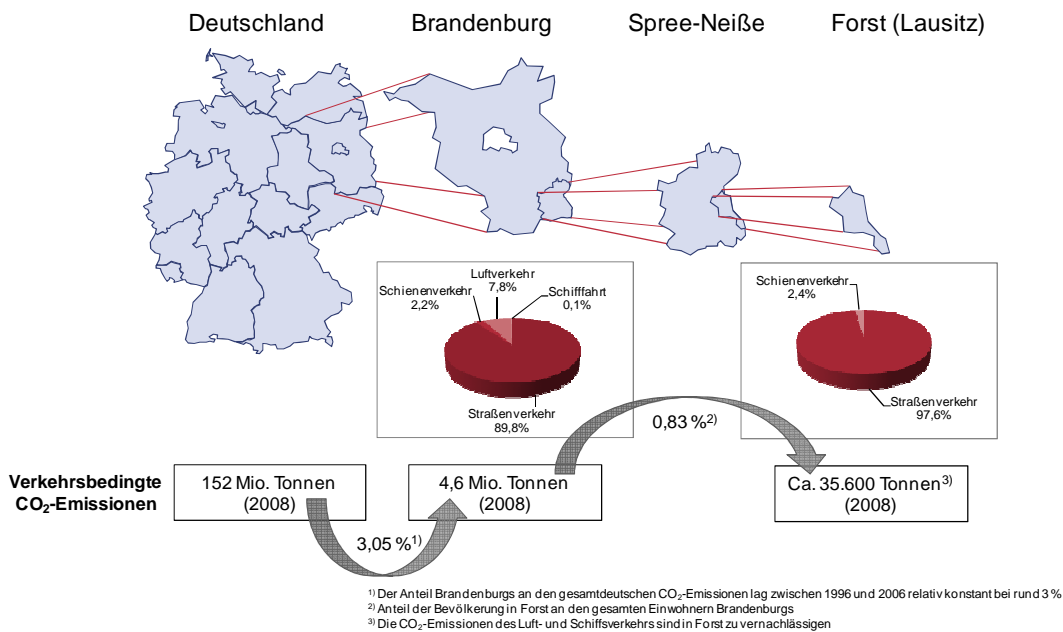 Deutschland
Brandenburg
Spree-Neiße
Forst (Lausitz)
Luftverkehr
7,8%
Schienenverkehr
2,2%
Schifffahrt
0,1%
Straßenverkehr
89,8%
Schienenverkehr
2,4%
Straßenverkehr
97,6%
0,83 %2)
Verkehrsbedingte
CO2-Emissionen
152 Mio. Tonnen
(2008)
4,6 Mio. Tonnen
(2008)
Ca. 35.600 Tonnen3)
(2008)
3,05 %1)
1) Der Anteil Brandenburgs an den gesamtdeutschen CO2-Emissionen lag zwischen 1996 und 2006 relativ konstant bei rund 3 %
2) Anteil der Bevölkerung in Forst an den gesamten Einwohnern Brandenburgs
3) Die CO2-Emissionen des Luft- und Schiffsverkehrs sind in Forst zu vernachlässigen